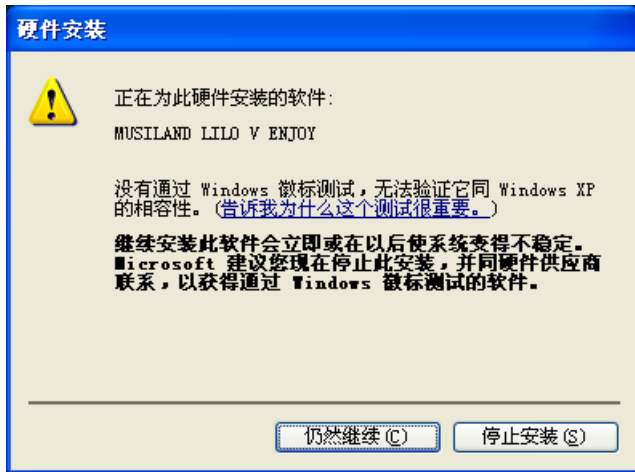 硬件安装
正在为此硬件安装的软件:
MUSILAND LILO V ENJOY
没有通过 Windows 徽标测试，无法验证它同 Windows XP
的相容性。(告诉我为什么这个测试很重要。)
继续安装此软件会立即或在以后使系统变得不稳定。
Microsoft 建议您现在停止此安装，并同硬件供应商
联系，以获得通过 Windows 徽标测试的软件。
仍然继续(C)
停止安装(S)